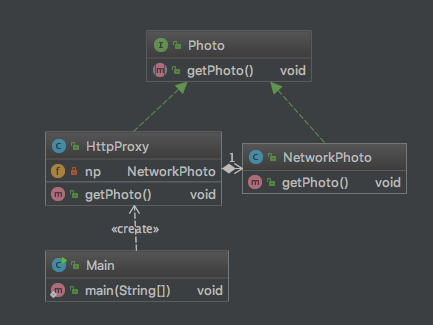 I Photo
m getPhoto() void
C HttpProxy
f np NetworkPhoto
m getPhoto() void
1
C NetworkPhoto
m getPhoto() void
«create»
C Main
m main(String[]) void